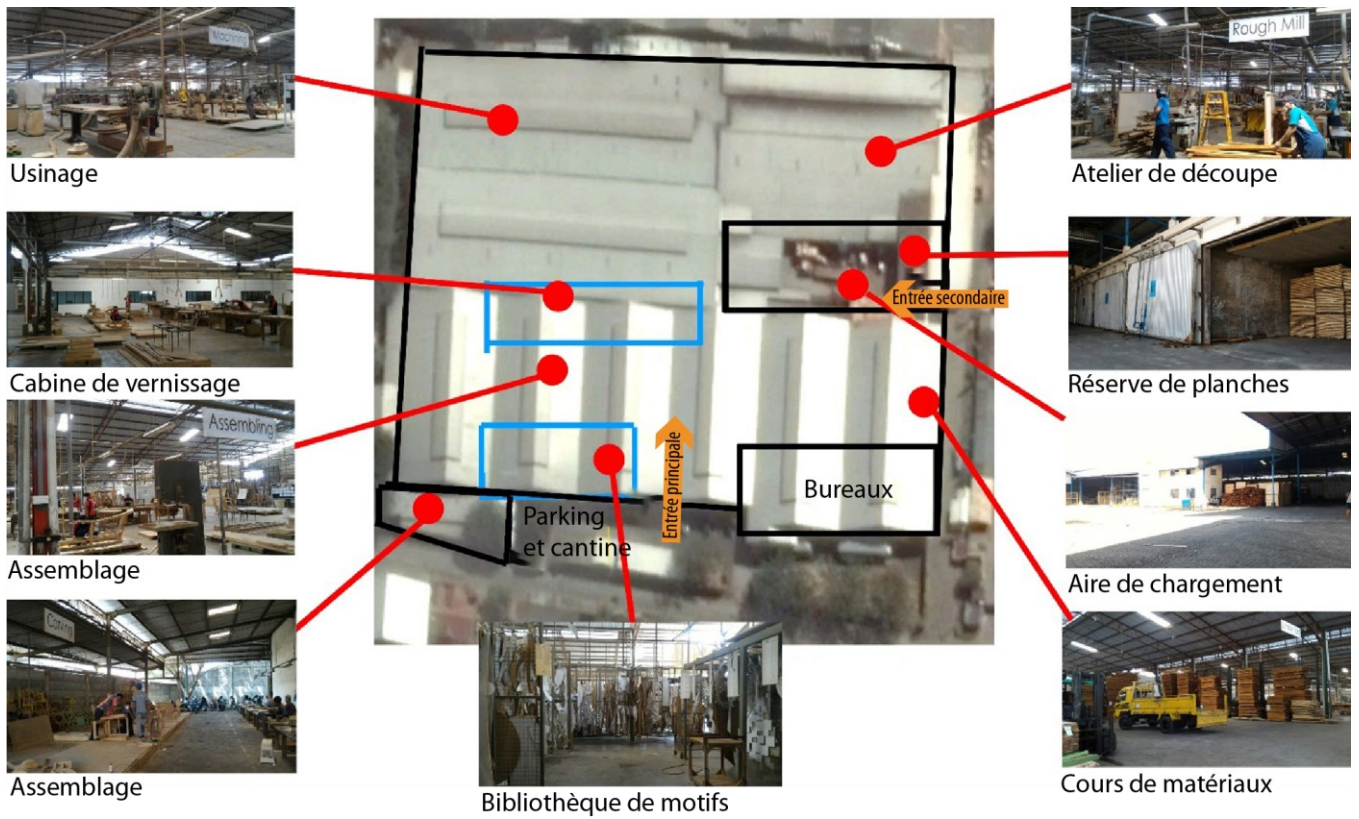 Machining
Usinage
Cabine de vernissage
Assembling
Assemblage
Carving
Assemblage
Rough Mill
Atelier de découpe
Réserve de planches
Aire de chargement
Cours de matériaux
Entrée secondaire
Entrée principale
Bureaux
Parking
et cantine
Bibliothèque de motifs